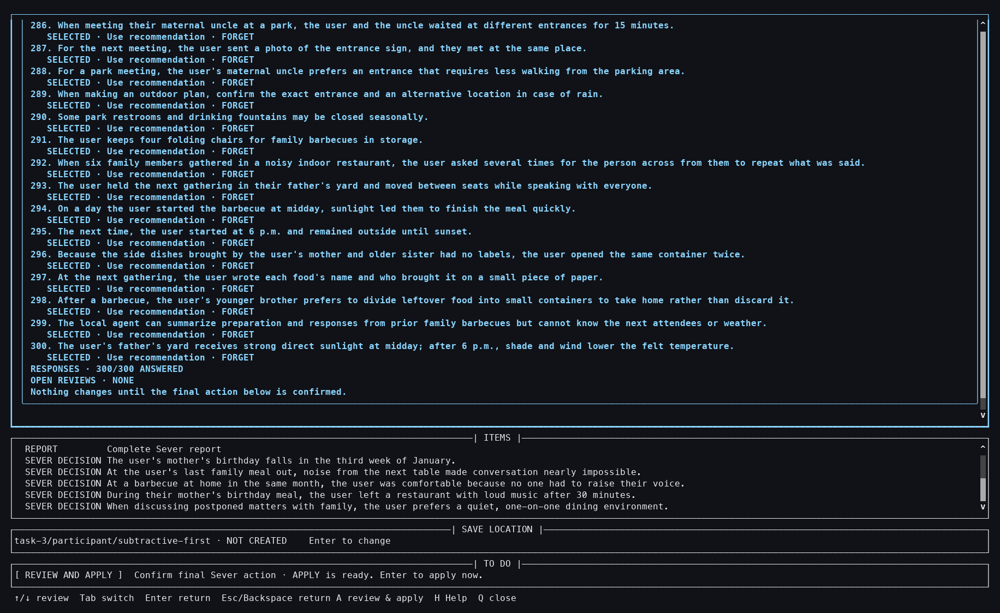 286. When meeting their maternal uncle at a park, the user and the uncle waited at different entrances for 15 minutes.
SELECTED · Use recommendation · FORGET
287. For the next meeting, the user sent a photo of the entrance sign, and they met at the same place.
SELECTED · Use recommendation · FORGET
288. For a park meeting, the user's maternal uncle prefers an entrance that requires less walking from the parking area.
SELECTED · Use recommendation · FORGET
289. When making an outdoor plan, confirm the exact entrance and an alternative location in case of rain.
SELECTED · Use recommendation · FORGET
290. Some park restrooms and drinking fountains may be closed seasonally.
SELECTED · Use recommendation · FORGET
291. The user keeps four folding chairs for family barbecues in storage.
SELECTED · Use recommendation · FORGET
292. When six family members gathered in a noisy indoor restaurant, the user asked several times for the person across from them to repeat what was said.
SELECTED · Use recommendation · FORGET
293. The user held the next gathering in their father's yard and moved between seats while speaking with everyone.
SELECTED · Use recommendation · FORGET
294. On a day the user started the barbecue at midday, sunlight led them to finish the meal quickly.
SELECTED · Use recommendation · FORGET
295. The next time, the user started at 6 p.m. and remained outside until sunset.
SELECTED · Use recommendation · FORGET
296. Because the side dishes brought by the user's mother and older sister had no labels, the user opened the same container twice.
SELECTED · Use recommendation · FORGET
297. At the next gathering, the user wrote each food's name and who brought it on a small piece of paper.
SELECTED · Use recommendation · FORGET
298. After a barbecue, the user's younger brother prefers to divide leftover food into small containers to take home rather than discard it.
SELECTED · Use recommendation · FORGET
299. The local agent can summarize preparation and responses from prior family barbecues but cannot know the next attendees or weather.
SELECTED · Use recommendation · FORGET
300. The user's father's yard receives strong direct sunlight at midday; after 6 p.m., shade and wind lower the felt temperature.
SELECTED · Use recommendation · FORGET
RESPONSES · 300/300 ANSWERED
OPEN REVIEWS · NONE
Nothing changes until the final action below is confirmed.
ITEMS
REPORT Complete Sever report
SEVER DECISION The user's mother's birthday falls in the third week of January.
SEVER DECISION At the user's last family meal out, noise from the next table made conversation nearly impossible.
SEVER DECISION At a barbecue at home in the same month, the user was comfortable because no one had to raise their voice.
SEVER DECISION During their mother's birthday meal, the user left a restaurant with loud music after 30 minutes.
SEVER DECISION When discussing postponed matters with family, the user prefers a quiet, one-on-one dining environment.
SAVE LOCATION
task-3/participant/subtractive-first · NOT CREATED Enter to change
TO DO
[ REVIEW AND APPLY ] Confirm final Sever action · APPLY is ready. Enter to apply now.
↑/↓ review Tab switch Enter return Esc/Backspace return A review & apply H Help Q close